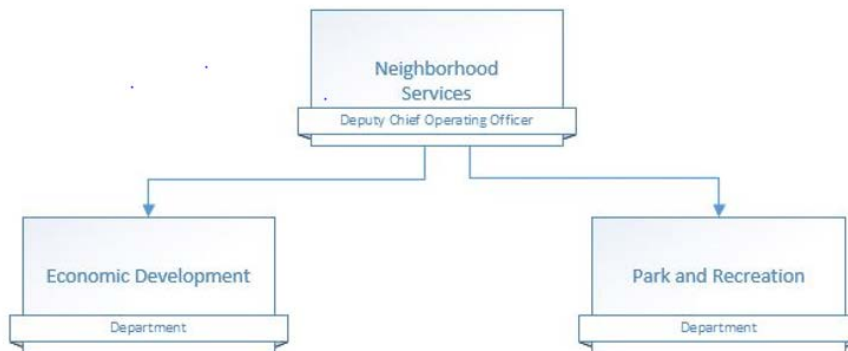 Neighborhood
Services
Deputy Chief Operating Officer
Economic Development
Department
Park and Recreation
Department